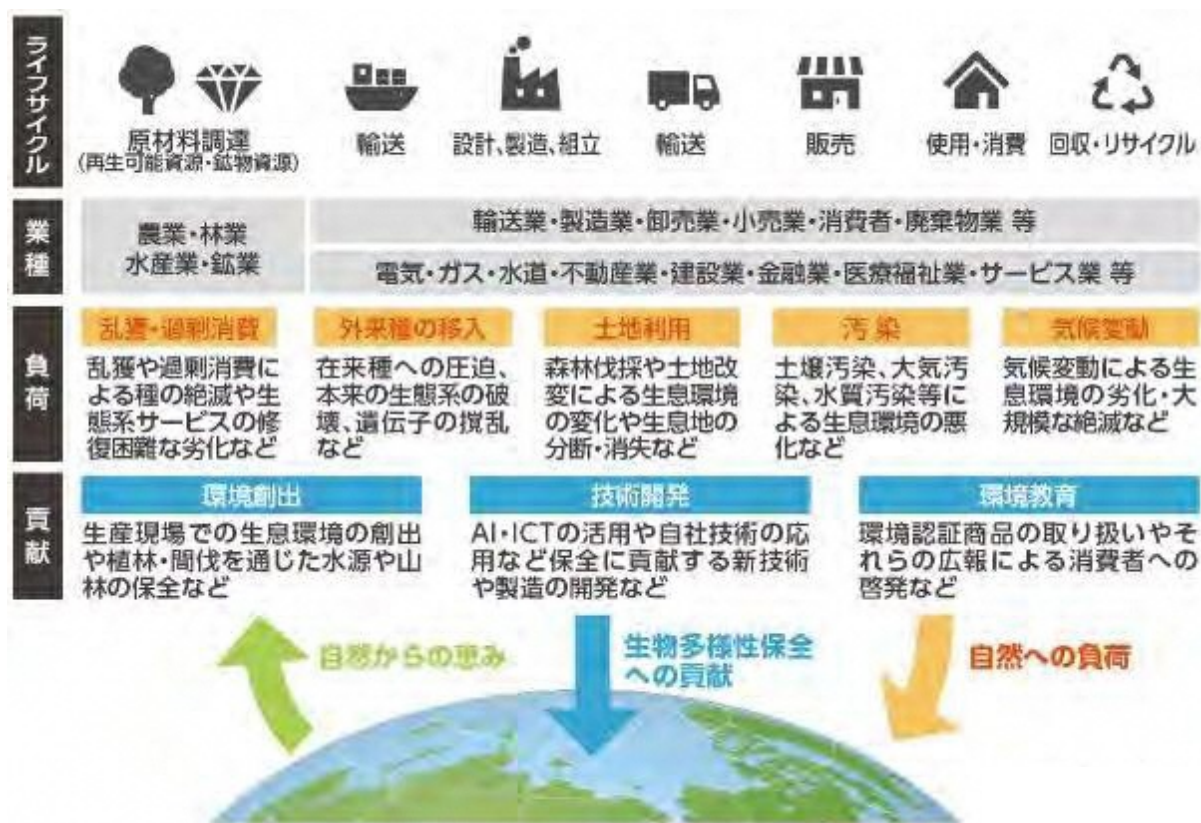 ライフサイクル
原材料調達
(再生可能資源・鉱物資源)
輸送
設計、製造、組立
輸送
販売
使用・消費
回収・リサイクル
業種
農業・林業
水産業・鉱業
輸送業・製造業・卸売業・小売業・消費者・廃棄物業 等
電気・ガス・水道・不動産業・建設業・金融業・医療福祉業・サービス業 等
負荷
乱獲・過剰消費
乱獲や過剰消費に
よる種の絶滅や生
態系サービスの修
復困難な劣化など
外来種の移入
在来種への圧迫、
本来の生態系の破
壊、遺伝子の撹乱
など
土地利用
森林伐採や土地改
変による生息環境
の変化や生息地の
分断・消失など
汚染
土壌汚染、大気汚
染、水質汚染等に
よる生息環境の悪
化など
気候変動
気候変動による生
息環境の劣化・大
規模な絶滅など
貢献
環境創出
生産現場での生息環境の創出
や植林・間伐を通じた水源や山
林の保全など
技術開発
AI・ICTの活用や自社技術の応
用など保全に貢献する新技術
や製造の開発など
環境教育
環境認証商品の取り扱いやそ
れらの広報による消費者への
啓発など
自然からの恵み
生物多様性保全
への貢献
自然への負荷